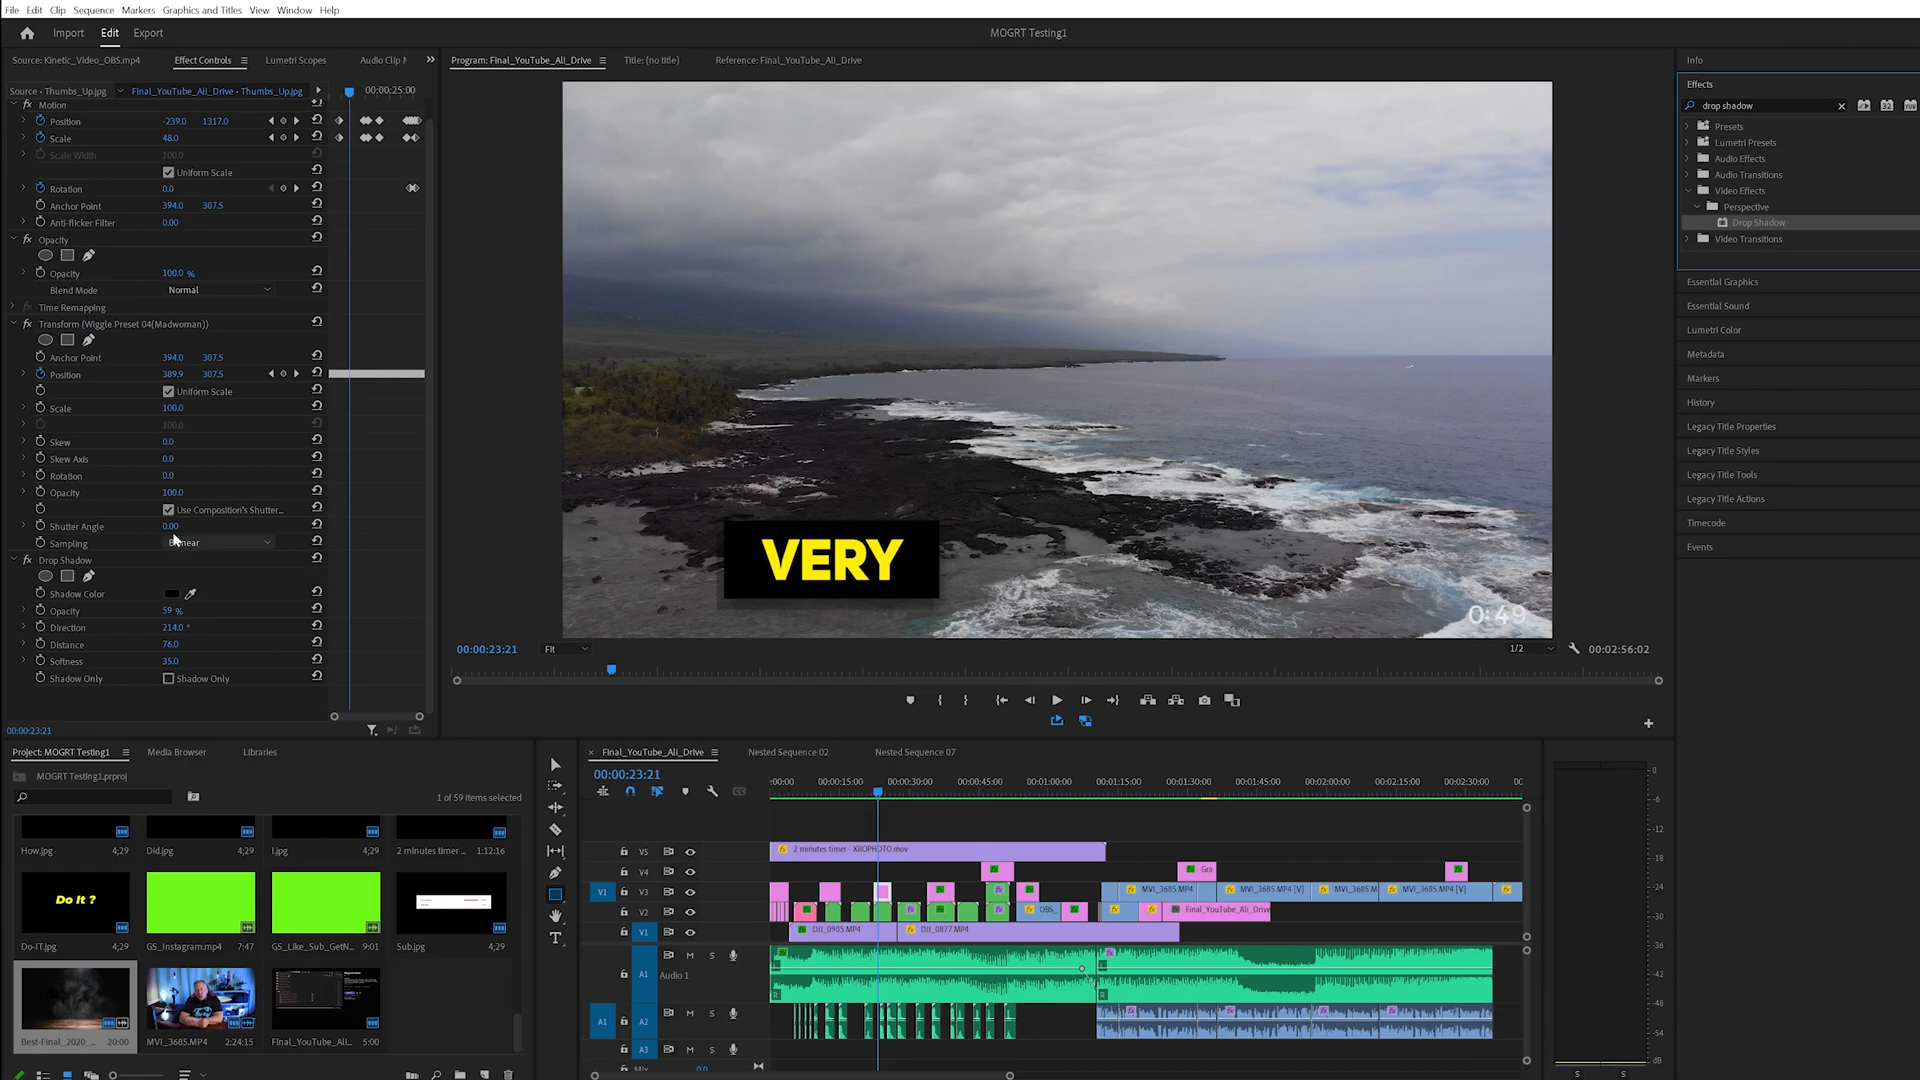 File Edit Clip Sequence Markers Graphics and Titles View Window Help
Import Edit Export MOGRT Testing1
Source: Kinetic_Video_OBS.mp4 Effect Controls Lumetri Scopes Audio Clip M
Program: Final_YouTube_Ali_Drive Title: (no title) Reference: Final_YouTube_Ali_Drive
Info
Source • Thumbs_Up.jpg Final_YouTube_Ali_Drive • Thumbs_Up.jpg 00:00:25:00
Effects
drop shadow
Motion
Position -239.0 1317.0
Scale 48.0
Scale Width 100.0
Uniform Scale
Rotation 0.0
Anchor Point 394.0 307.5
Anti-flicker Filter 0.00
Opacity
Opacity 100.0 %
Blend Mode Normal
Time Remapping
Transform (Wiggle Preset 04(Madwoman))
Anchor Point 394.0 307.5
Position 389.9 307.5
Uniform Scale
Scale 100.0
100.0
Skew 0.0
Skew Axis 0.0
Rotation 0.0
Opacity 100.0
Use Composition's Shutter...
Shutter Angle 0.00
Sampling
Drop Shadow
Shadow Color
Opacity 59 %
Direction 214.0 °
Distance 76.0
Softness 35.0
Shadow Only Shadow Only
00:00:23:21
VERY
0:49
00:00:23:21 Fit 1/2 00:02:56:02
Presets
Lumetri Presets
Audio Effects
Audio Transitions
Video Effects
Perspective
Drop Shadow
Video Transitions
Essential Graphics
Essential Sound
Lumetri Color
Metadata
Markers
History
Legacy Title Properties
Legacy Title Styles
Legacy Title Tools
Legacy Title Actions
Timecode
Events
Project: MOGRT Testing1 Media Browser Libraries
MOGRT Testing1.prproj
1 of 59 items selected
How.jpg 4;29 Did.jpg 4;29 I.jpg 4;29 2 minutes timer ... 1:12:16
Do it ?
Do-IT.jpg 4;29 GS_Instagram.mp4 7:47 GS_Like_Sub_GetN... 9:01 Sub.jpg 4;29
Best-Final_2020_... 20:00 MVI_3685.MP4 2:24:15 Final_YouTube_Ali... 5:00
Final_YouTube_Ali_Drive Nested Sequence 02 Nested Sequence 07
00:00:23:21
:00:00 00:00:15:00 00:00:30:00 00:00:45:00 00:01:00:00 00:01:15:00 00:01:30:00 00:01:45:00 00:02:00:00 00:02:15:00 00:02:30:00 00
V5 2 minutes timer - XROPHOTO.mov
V4 Gra
V1 V3 MVI_3685.MP4 MVI_3685.MP4 [V] MVI_3685.M MVI_3685.MP4 [V]
V2 OBS_ Final_YouTube_Ali_Drive
V1 DJI_0905.MP4 DJI_0877.MP4
A1 M S Audio 1
L L
R R
A1 A2 M S
A3 M S
Mix 0.0
0
-6
-12
-18
-24
-30
-36
-42
-48
-54
dB
S S